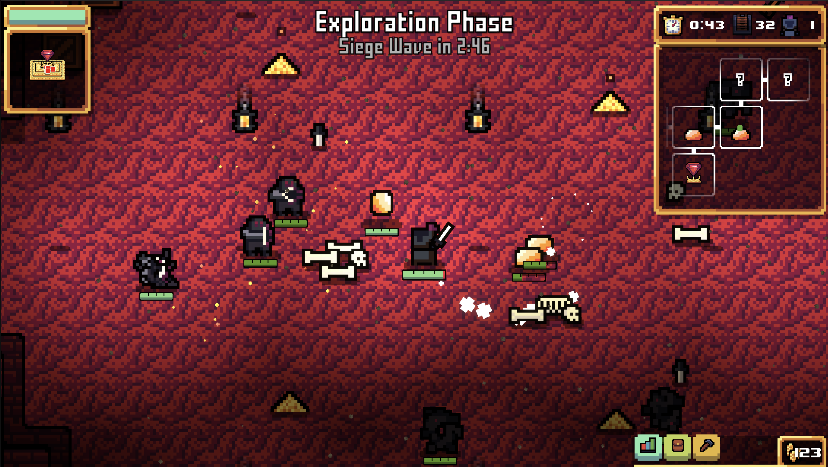 Exploration Phase
Siege Wave in 2:46
0:43 32 1
? ?
123